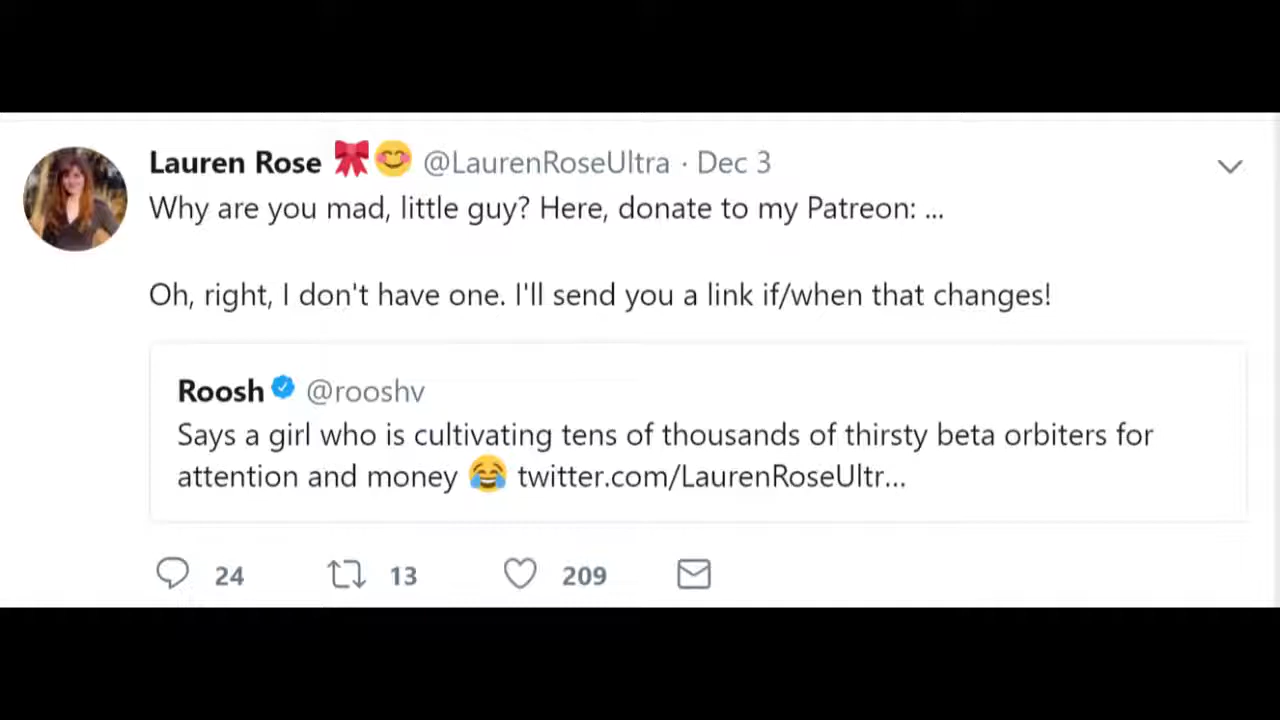 Lauren Rose 🎀😊 @LaurenRoseUltra · Dec 3
Why are you mad, little guy? Here, donate to my Patreon: ...
Oh, right, I don't have one. I'll send you a link if/when that changes!
Roosh @rooshv
Says a girl who is cultivating tens of thousands of thirsty beta orbiters for
attention and money 😂 twitter.com/LaurenRoseUltr...
24 13 209